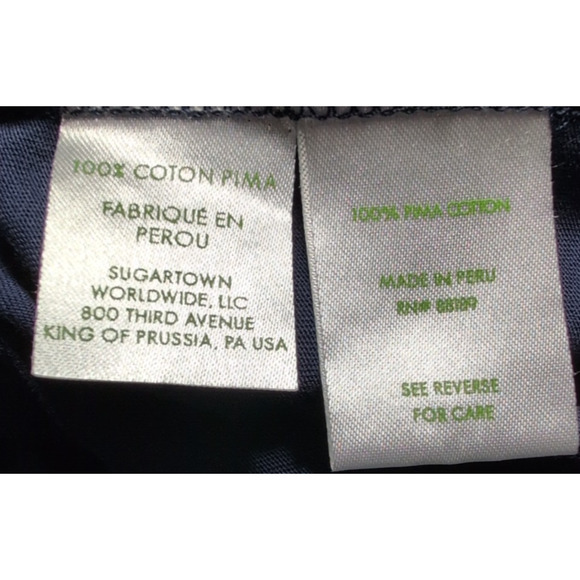 100% COTON PIMA
FABRIQUÉ EN
PEROU
SUGARTOWN
WORLDWIDE, LLC
800 THIRD AVENUE
KING OF PRUSSIA, PA USA
100% PIMA COTTON
MADE IN PERU
RN# 88189
SEE REVERSE
FOR CARE